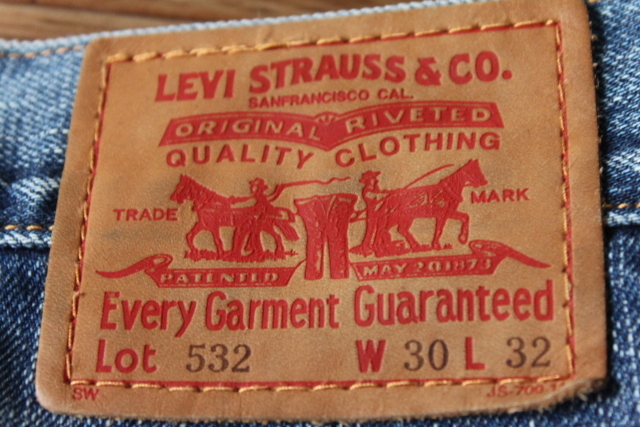 LEVI STRAUSS & CO.
SANFRANCISCO CAL.
ORIGINAL RIVETED
QUALITY CLOTHING
TRADE MARK
PATENTED MAY 20 1873
Every Garment Guaranteed
Lot 532 W 30 L 32
SW